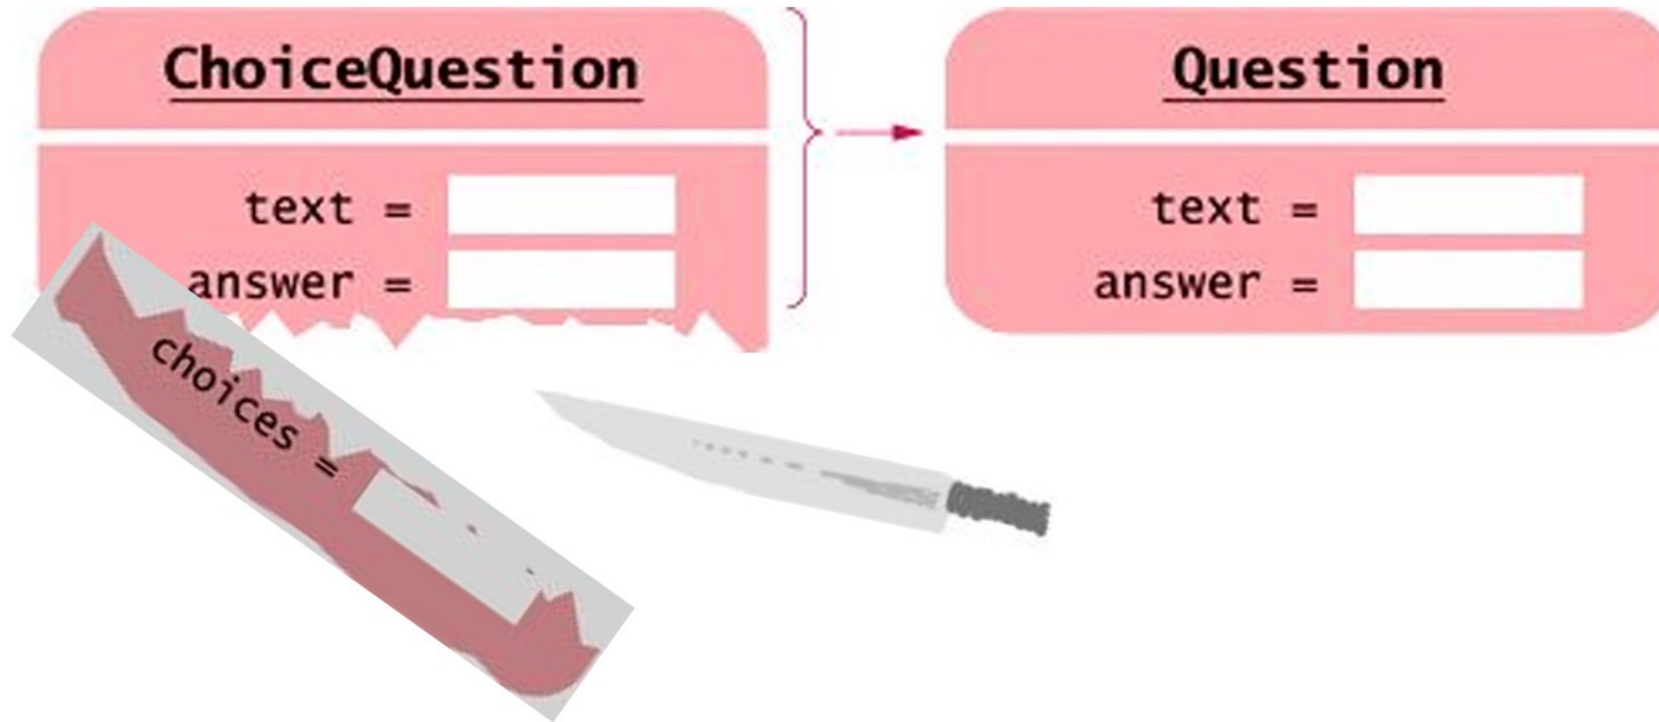 ChoiceQuestion
text =
answer =
choices =
Question
text =
answer =